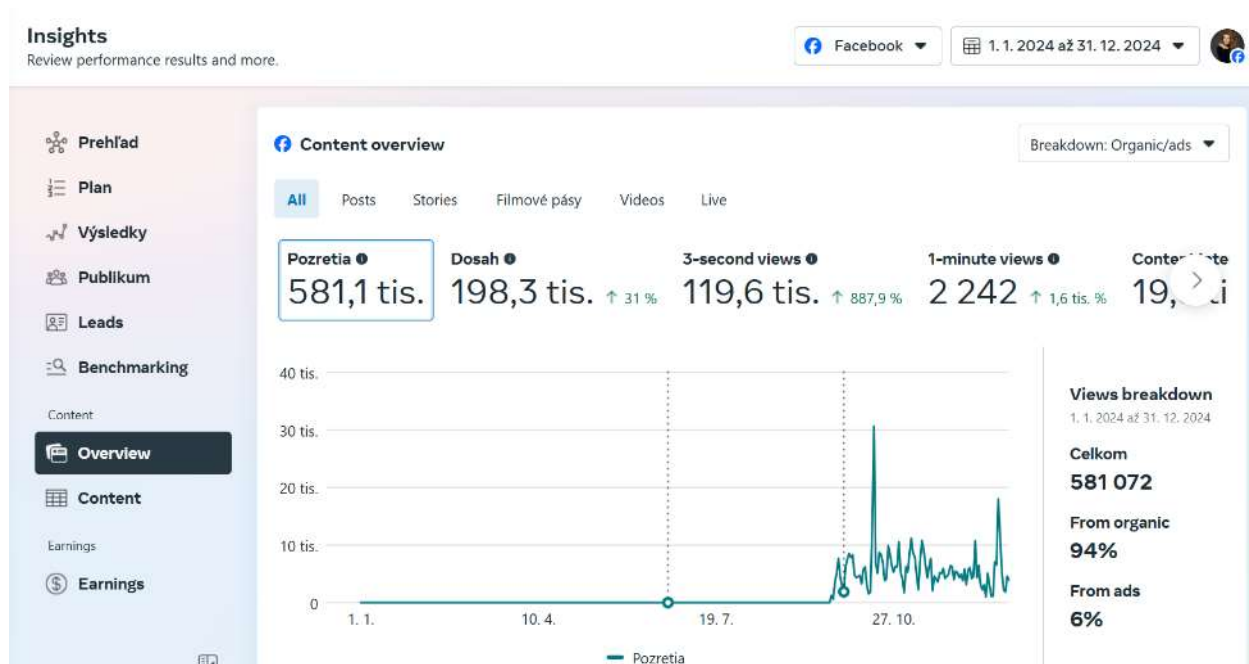 Insights
Review performance results and more.
Facebook
1. 1. 2024 až 31. 12. 2024
Prehľad
Plan
Výsledky
Publikum
Leads
Benchmarking
Content
Overview
Content
Earnings
Earnings
Content overview
Breakdown: Organic/ads
All Posts Stories Filmové pásy Videos Live
Pozretia Dosah 3-second views 1-minute views
581,1 tis. 198,3 tis. ↑ 31 % 119,6 tis. ↑ 887,9 % 2 242 ↑ 1,6 tis. % 19,
40 tis.
30 tis.
20 tis.
10 tis.
0
1. 1. 10. 4. 19. 7. 27. 10.
Pozretia
Views breakdown
1. 1. 2024 až 31. 12. 2024
Celkom
581 072
From organic
94%
From ads
6%